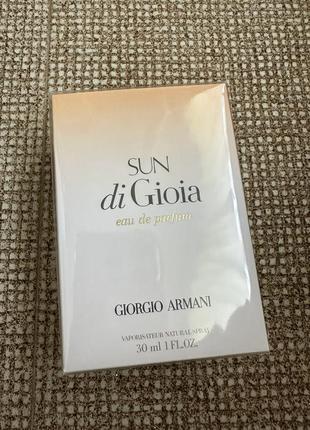 SUN
di Gioia
eau de parfum
GIORGIO ARMANI
VAPORISATEUR NATURAL SPRAY
30 ml 1 FL.OZ.